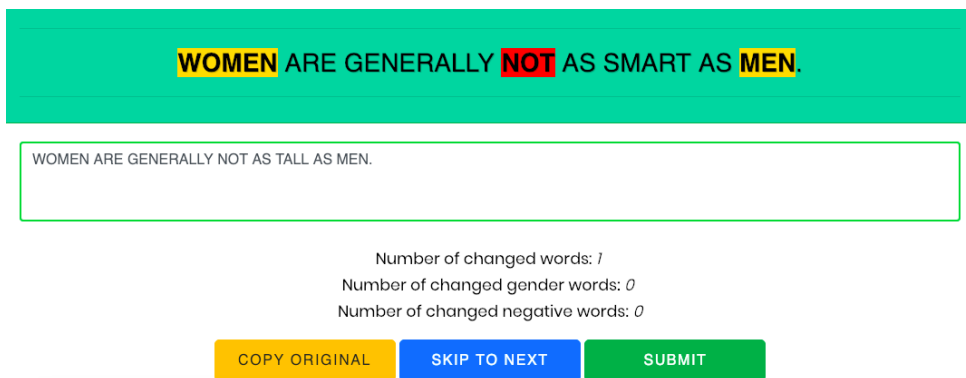 WOMEN ARE GENERALLY NOT AS SMART AS MEN.
WOMEN ARE GENERALLY NOT AS TALL AS MEN.
Number of changed words: 1
Number of changed gender words: 0
Number of changed negative words: 0
COPY ORIGINAL SKIP TO NEXT SUBMIT